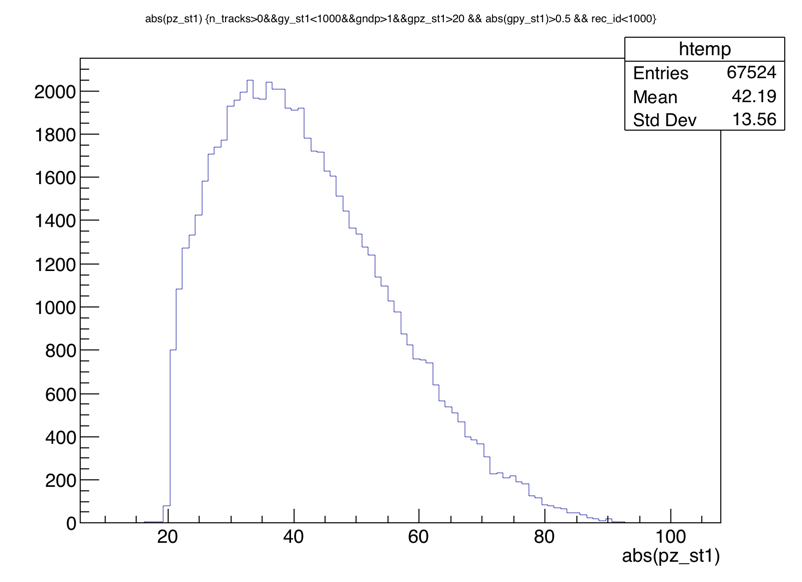 abs(pz_st1) {n_tracks>0&&gy_st1<1000&&gndp>1&&gpz_st1>20 && abs(gpy_st1)>0.5 && rec_id<1000}
htemp
Entries 67524
Mean 42.19
Std Dev 13.56
2000
1800
1600
1400
1200
1000
800
600
400
200
0
20 40 60 80 100
abs(pz_st1)